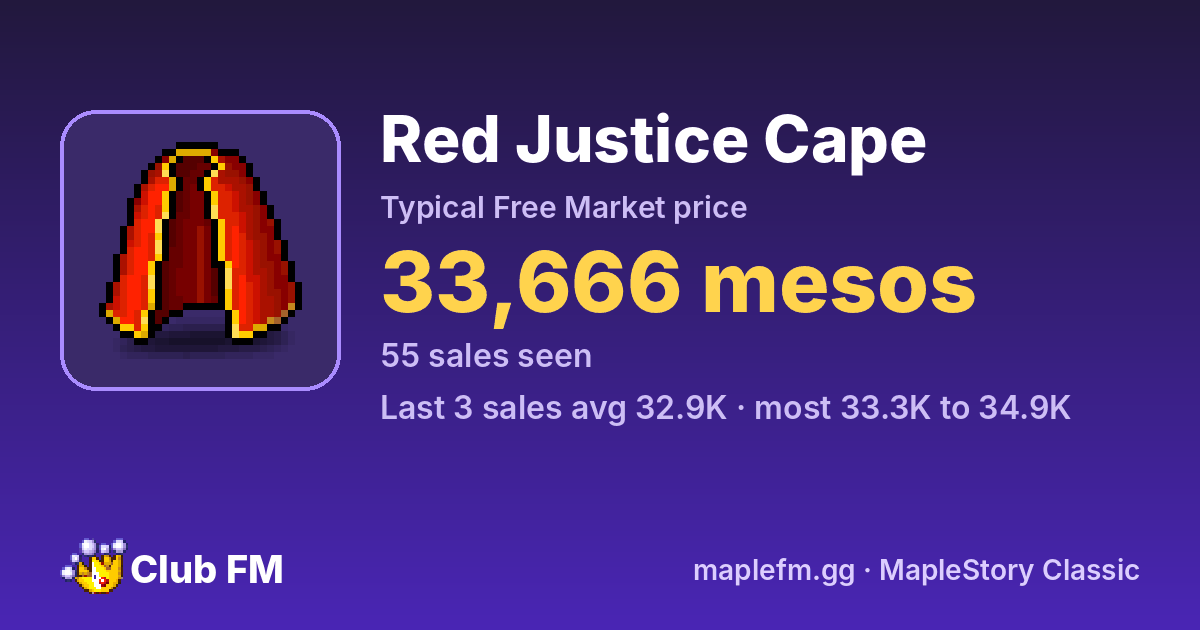 Red Justice Cape
Typical Free Market price
33,666 mesos
55 sales seen
Last 3 sales avg 32.9K · most 33.3K to 34.9K
Club FM
maplefm.gg · MapleStory Classic